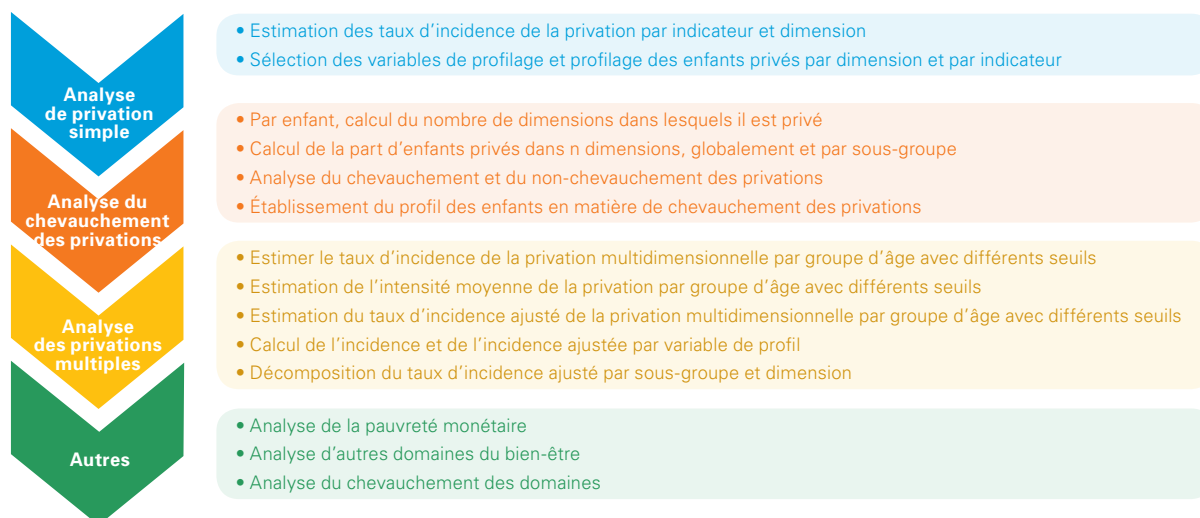 Analyse
de privation
simple
• Estimation des taux d’incidence de la privation par indicateur et dimension
• Sélection des variables de profilage et profilage des enfants privés par dimension et par indicateur
Analyse du
chevauchement
des privations
• Par enfant, calcul du nombre de dimensions dans lesquels il est privé
• Calcul de la part d’enfants privés dans n dimensions, globalement et par sous-groupe
• Analyse du chevauchement et du non-chevauchement des privations
• Établissement du profil des enfants en matière de chevauchement des privations
Analyse
des privations
multiples
• Estimer le taux d’incidence de la privation multidimensionnelle par groupe d’âge avec différents seuils
• Estimation de l’intensité moyenne de la privation par groupe d’âge avec différents seuils
• Estimation du taux d’incidence ajusté de la privation multidimensionnelle par groupe d’âge avec différents seuils
• Calcul de l’incidence et de l’incidence ajustée par variable de profil
• Décomposition du taux d’incidence ajusté par sous-groupe et dimension
Autres
• Analyse de la pauvreté monétaire
• Analyse d’autres domaines du bien-être
• Analyse du chevauchement des domaines